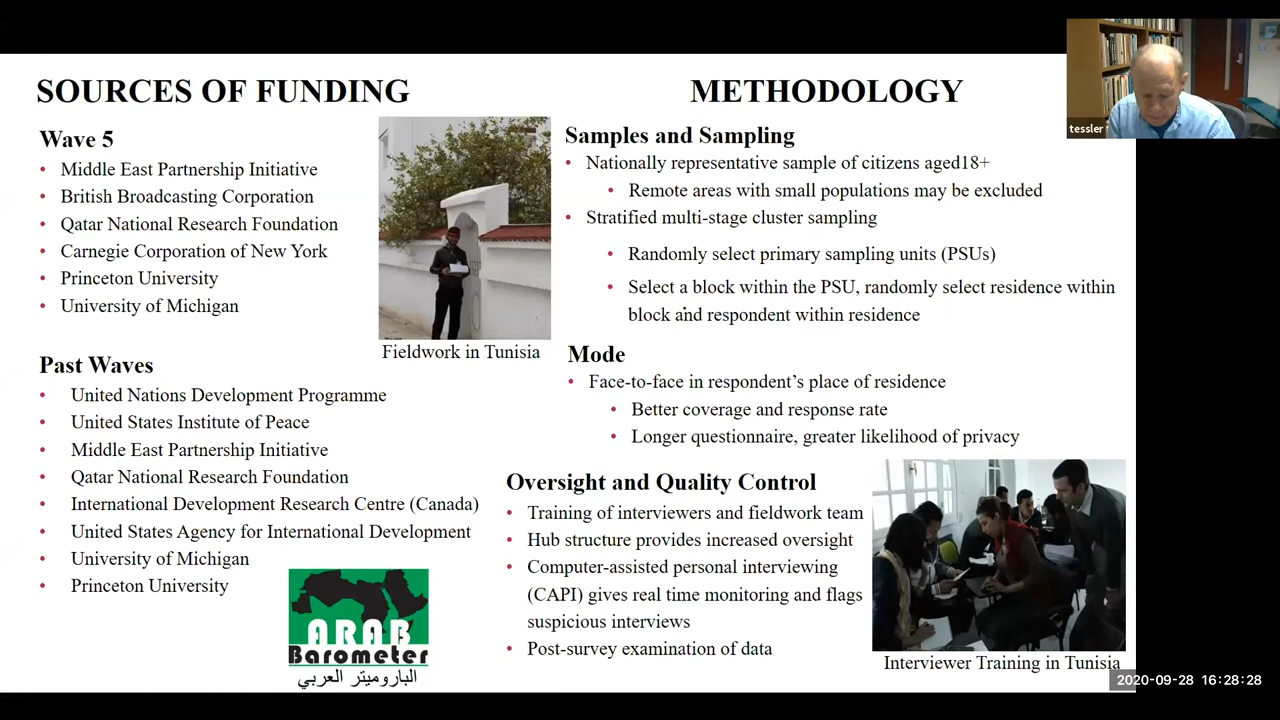 SOURCES OF FUNDING
Wave 5
• Middle East Partnership Initiative
• British Broadcasting Corporation
• Qatar National Research Foundation
• Carnegie Corporation of New York
• Princeton University
• University of Michigan
Fieldwork in Tunisia
Past Waves
• United Nations Development Programme
• United States Institute of Peace
• Middle East Partnership Initiative
• Qatar National Research Foundation
• International Development Research Centre (Canada)
• United States Agency for International Development
• University of Michigan
• Princeton University
ARAB
Barometer
الباروميتر العربي
METHODOLOGY
Samples and Sampling
• Nationally representative sample of citizens aged18+
• Remote areas with small populations may be excluded
• Stratified multi-stage cluster sampling
• Randomly select primary sampling units (PSUs)
• Select a block within the PSU, randomly select residence within
block and respondent within residence
Mode
• Face-to-face in respondent’s place of residence
• Better coverage and response rate
• Longer questionnaire, greater likelihood of privacy
Oversight and Quality Control
• Training of interviewers and fieldwork team
• Hub structure provides increased oversight
• Computer-assisted personal interviewing
(CAPI) gives real time monitoring and flags
suspicious interviews
• Post-survey examination of data
Interviewer Training in Tunisia
tessler
2020-09-28 16:28:28